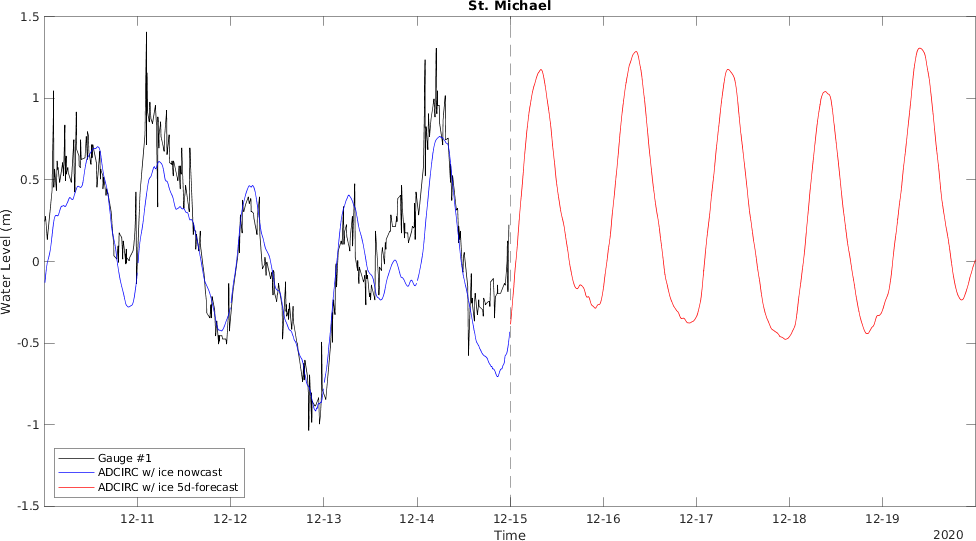 St. Michael
1.5
1
0.5
0
-0.5
-1
-1.5
Water Level (m)
Gauge #1
ADCIRC w/ ice nowcast
ADCIRC w/ ice 5d-forecast
12-11 12-12 12-13 12-14 12-15 12-16 12-17 12-18 12-19
Time
2020